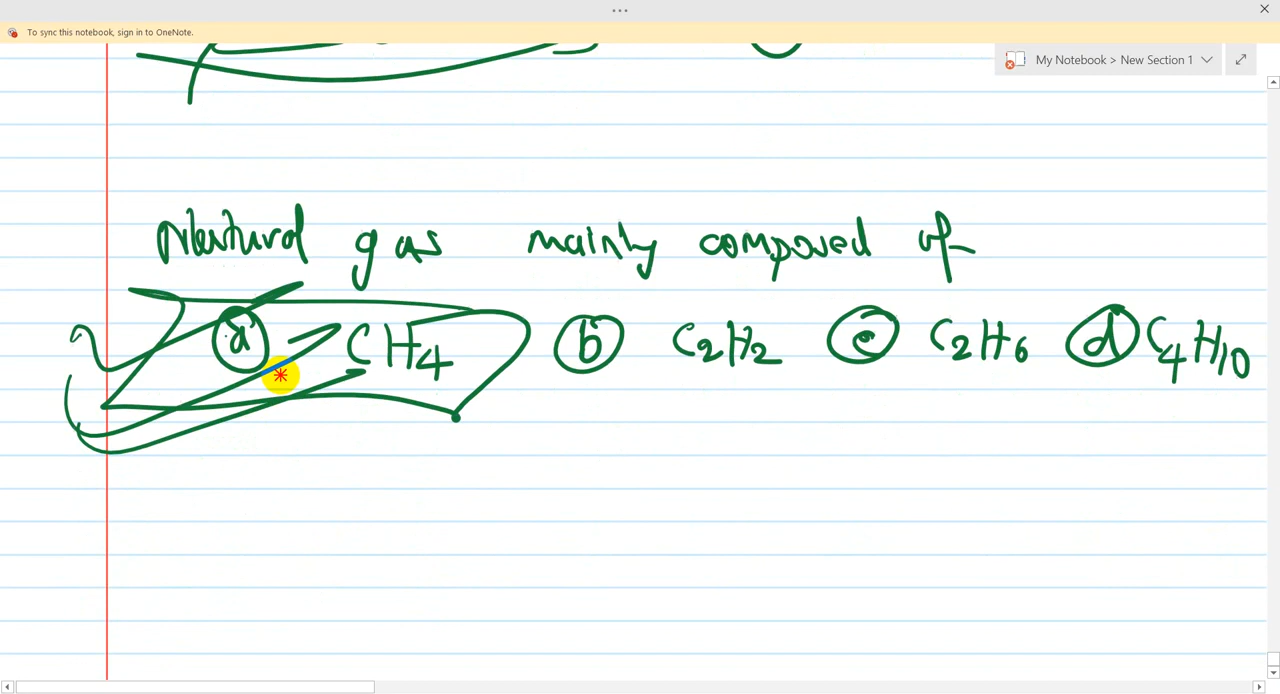 To sync this notebook, sign in to OneNote.
My Notebook > New Section 1
Natural gas mainly composed of
a CH4 b C2H2 c C2H6 d C4H10